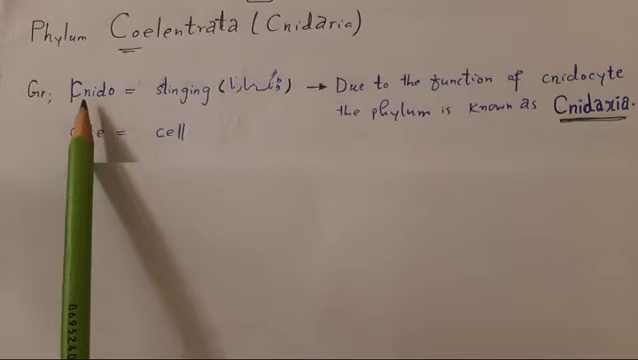 Phylum Coelentrata (Cnidaria)
Gr; Cnido = stinging → Due to the function of cnidocyte
the phylum is known as Cnidaxia.
= cell
0695240